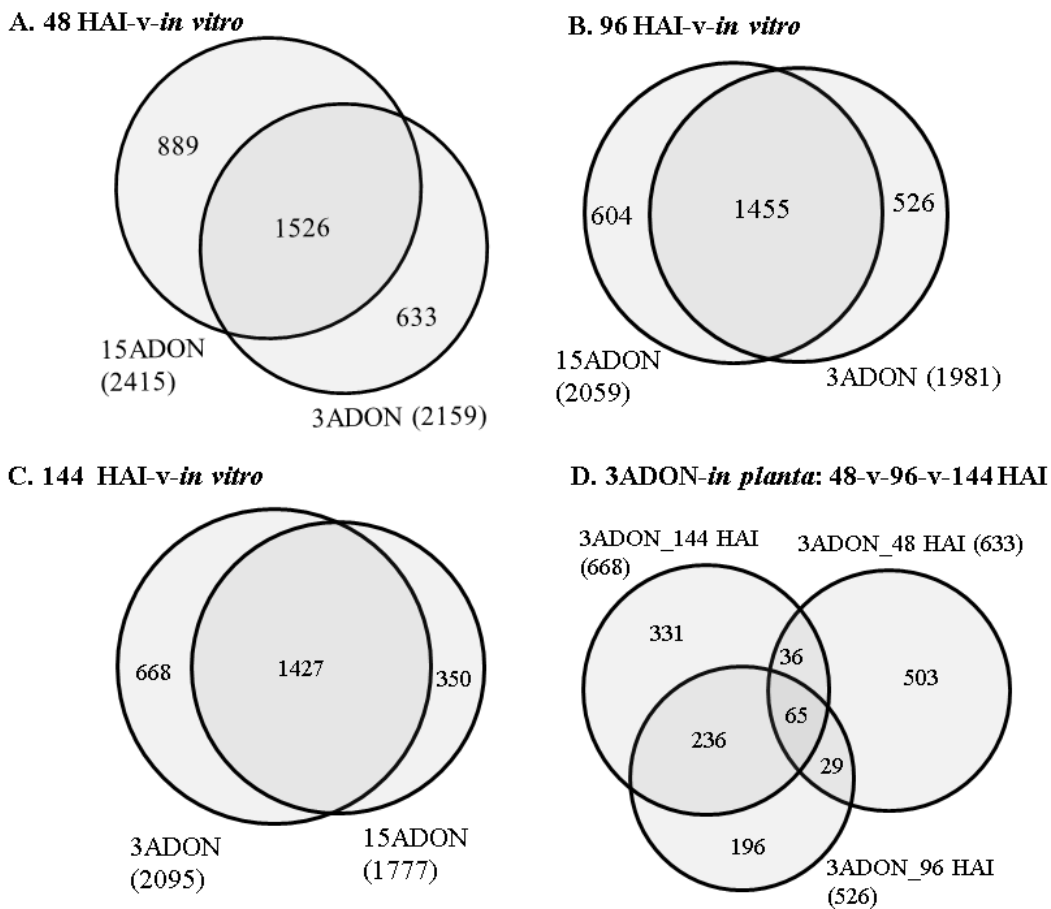 A. 48 HAI-v-in vitro
889
1526
633
15ADON
(2415)
3ADON (2159)
B. 96 HAI-v-in vitro
604
1455
526
15ADON
(2059)
3ADON (1981)
C. 144 HAI-v-in vitro
668
1427
350
3ADON
(2095)
15ADON
(1777)
D. 3ADON-in planta: 48-v-96-v-144 HAI
3ADON_144 HAI
(668)
3ADON_48 HAI (633)
331
36
503
65
236
29
196
3ADON_96 HAI
(526)